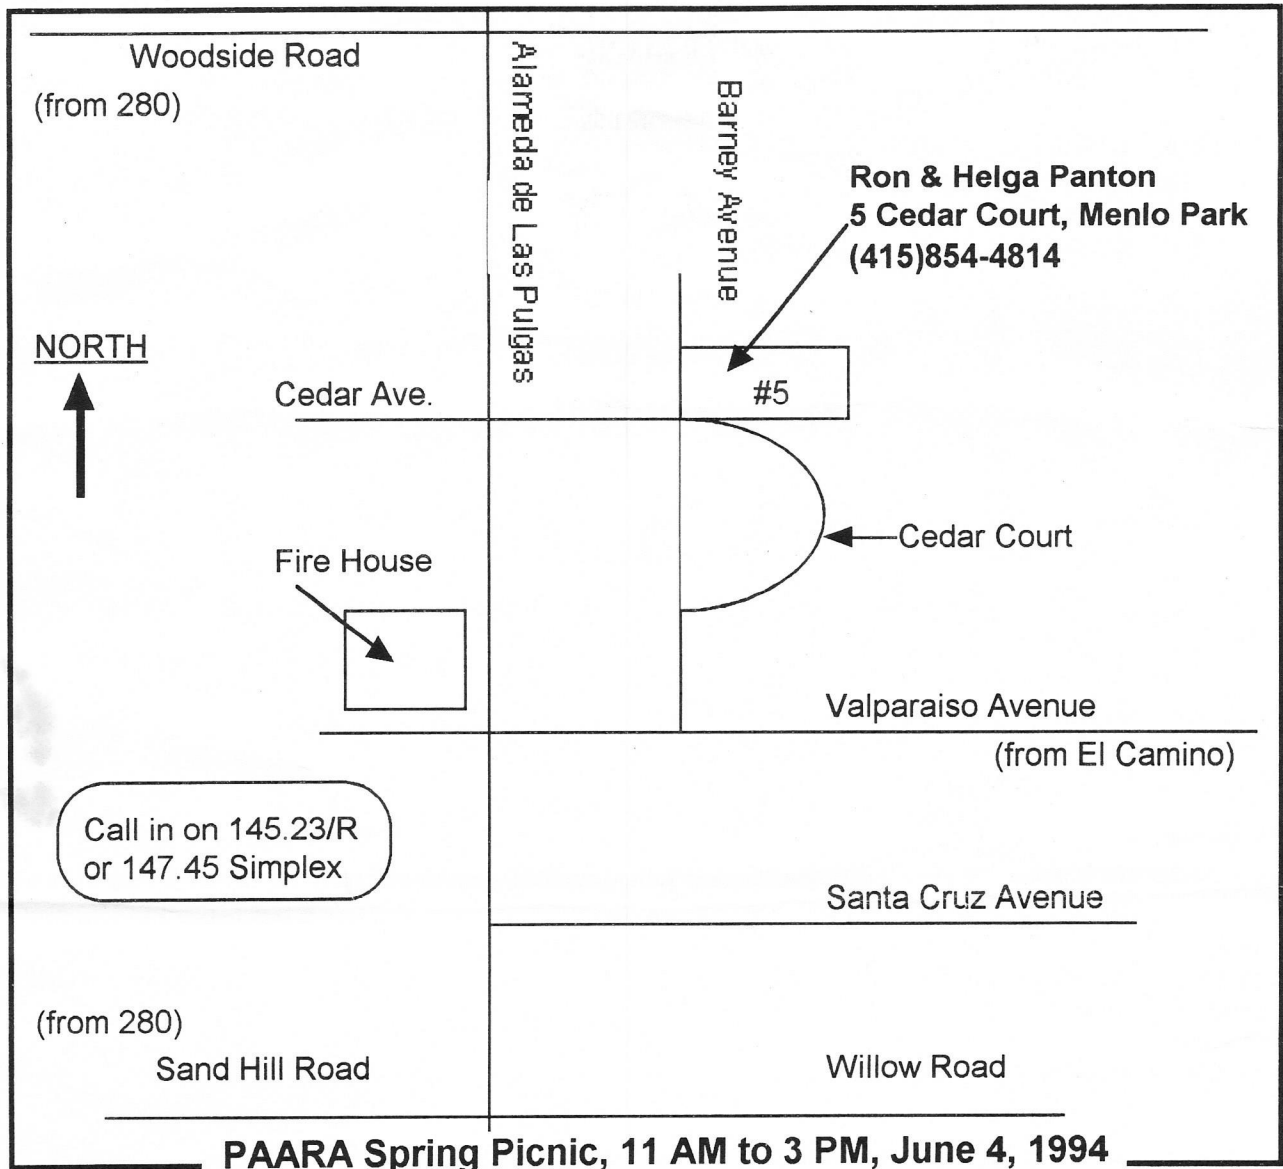 Woodside Road
(from 280)
Alameda de Las Pulgas
Barney Avenue
Ron & Helga Panton
5 Cedar Court, Menlo Park
(415)854-4814
NORTH
Cedar Ave.
#5
Fire House
Cedar Court
Valparaiso Avenue
(from El Camino)
Call in on 145.23/R
or 147.45 Simplex
Santa Cruz Avenue
(from 280)
Sand Hill Road
Willow Road
PAARA Spring Picnic, 11 AM to 3 PM, June 4, 1994